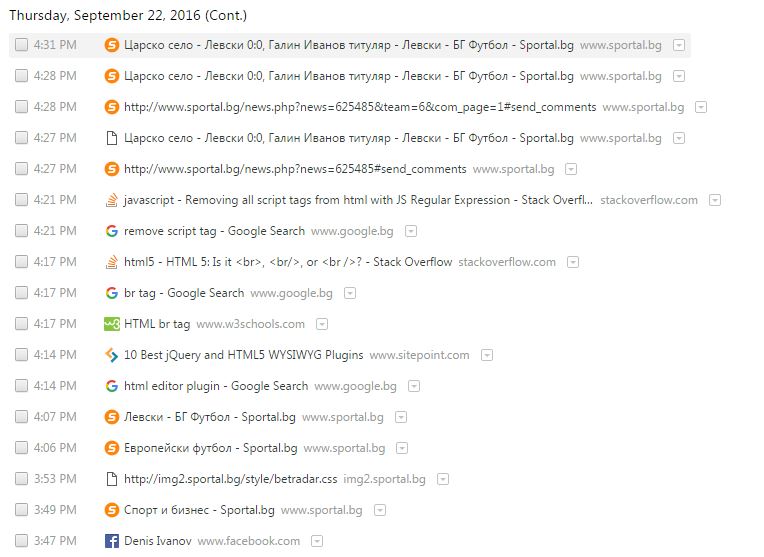 Thursday, September 22, 2016 (Cont.)
4:31 PM Царско село - Левски 0:0, Галин Иванов титуляр - Левски - БГ Футбол - Sportal.bg www.sportal.bg
4:28 PM Царско село - Левски 0:0, Галин Иванов титуляр - Левски - БГ Футбол - Sportal.bg www.sportal.bg
4:28 PM http://www.sportal.bg/news.php?news=625485&team=6&com_page=1#send_comments www.sportal.bg
4:27 PM Царско село - Левски 0:0, Галин Иванов титуляр - Левски - БГ Футбол - Sportal.bg www.sportal.bg
4:27 PM http://www.sportal.bg/news.php?news=625485#send_comments www.sportal.bg
4:21 PM javascript - Removing all script tags from html with JS Regular Expression - Stack Overfl... stackoverflow.com
4:21 PM remove script tag - Google Search www.google.bg
4:17 PM html5 - HTML 5: Is it <br>, <br/>, or <br />? - Stack Overflow stackoverflow.com
4:17 PM br tag - Google Search www.google.bg
4:17 PM HTML br tag www.w3schools.com
4:14 PM 10 Best jQuery and HTML5 WYSIWYG Plugins www.sitepoint.com
4:14 PM html editor plugin - Google Search www.google.bg
4:07 PM Левски - БГ Футбол - Sportal.bg www.sportal.bg
4:06 PM Европейски футбол - Sportal.bg www.sportal.bg
3:53 PM http://img2.sportal.bg/style/betradar.css img2.sportal.bg
3:49 PM Спорт и бизнес - Sportal.bg www.sportal.bg
3:47 PM Denis Ivanov www.facebook.com